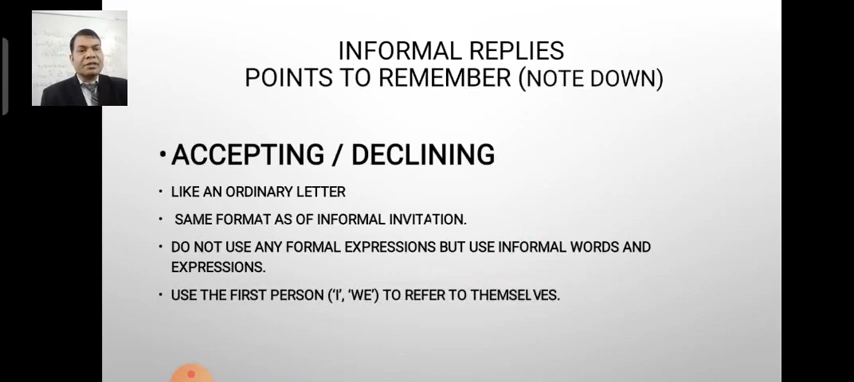 INFORMAL REPLIES
POINTS TO REMEMBER (NOTE DOWN)
• ACCEPTING / DECLINING
• LIKE AN ORDINARY LETTER
• SAME FORMAT AS OF INFORMAL INVITATION.
• DO NOT USE ANY FORMAL EXPRESSIONS BUT USE INFORMAL WORDS AND
EXPRESSIONS.
• USE THE FIRST PERSON ('I', 'WE') TO REFER TO THEMSELVES.